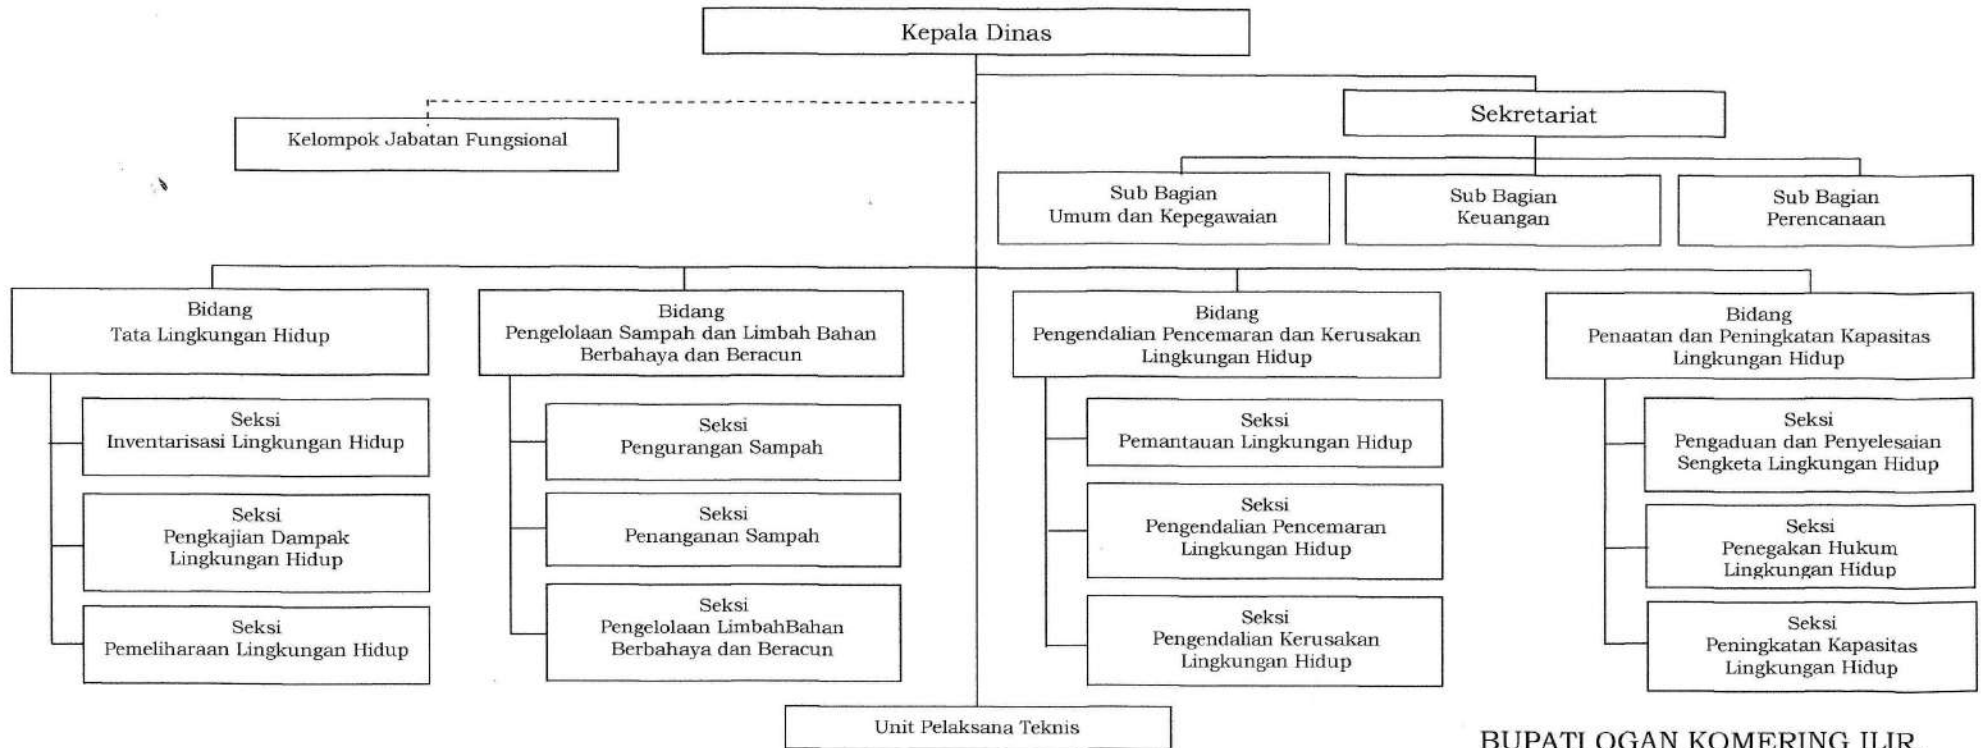 Kepala Dinas
Sekretariat
Kelompok Jabatan Fungsional
Sub Bagian
Umum dan Kepegawaian
Sub Bagian
Keuangan
Sub Bagian
Perencanaan
Bidang
Tata Lingkungan Hidup
Seksi
Inventarisasi Lingkungan Hidup
Seksi
Pengkajian Dampak
Lingkungan Hidup
Seksi
Pemeliharaan Lingkungan Hidup
Bidang
Pengelolaan Sampah dan Limbah Bahan
Berbahaya dan Beracun
Seksi
Pengurangan Sampah
Seksi
Penanganan Sampah
Seksi
Pengelolaan LimbahBahan
Berbahaya dan Beracun
Bidang
Pengendalian Pencemaran dan Kerusakan
Lingkungan Hidup
Seksi
Pemantauan Lingkungan Hidup
Seksi
Pengendalian Pencemaran
Lingkungan Hidup
Seksi
Pengendalian Kerusakan
Lingkungan Hidup
Bidang
Penaatan dan Peningkatan Kapasitas
Lingkungan Hidup
Seksi
Pengaduan dan Penyelesaian
Sengketa Lingkungan Hidup
Seksi
Penegakan Hukum
Lingkungan Hidup
Seksi
Peningkatan Kapasitas
Lingkungan Hidup
Unit Pelaksana Teknis
BUPATI OGAN KOMERING ILIR,